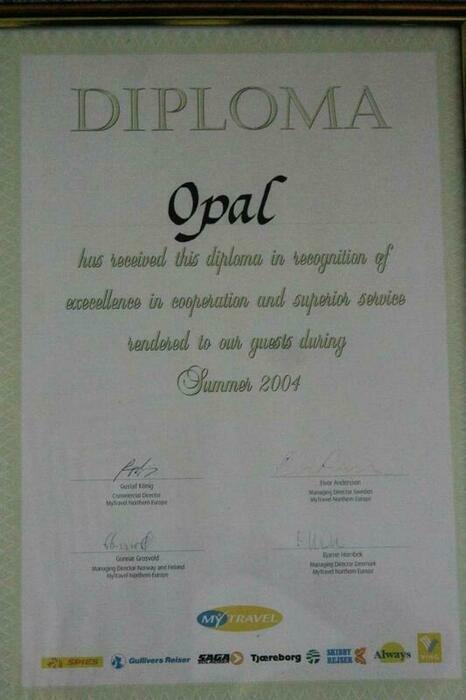 DIPLOMA
Opal
has received this diploma in recognition of
execellence in cooperation and superior service
rendered to our guests during
Summer 2004
Gustaf König
Commercial Director
MyTravel Northern Europe
Elvor Andersson
Managing Director Sweden
MyTravel Northern Europe
Gunnar Grosvold
Managing Director Norway and Finland
MyTravel Northern Europe
Bjarne Hornbek
Managing Director Denmark
MyTravel Northern Europe
MYTRAVEL
SPIES
Gullivers Reiser
SAGA
Tjæreborg
SKIBBY REJSER
Always
VING